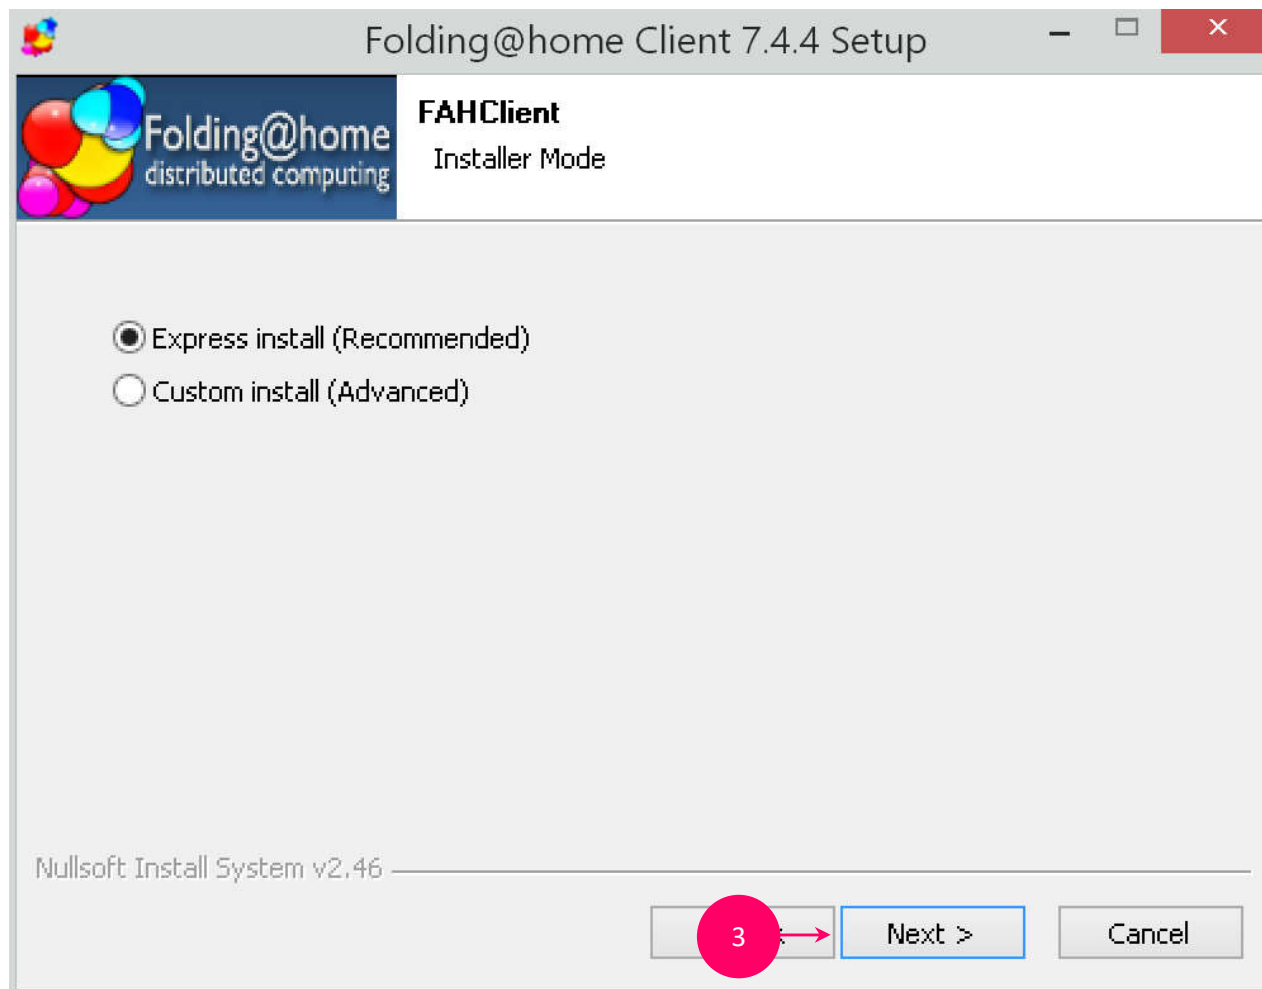 Folding@home Client 7.4.4 Setup
Folding@home
distributed computing
FAHClient
Installer Mode
Express install (Recommended)
Custom install (Advanced)
Nullsoft Install System v2.46
3
Next >
Cancel